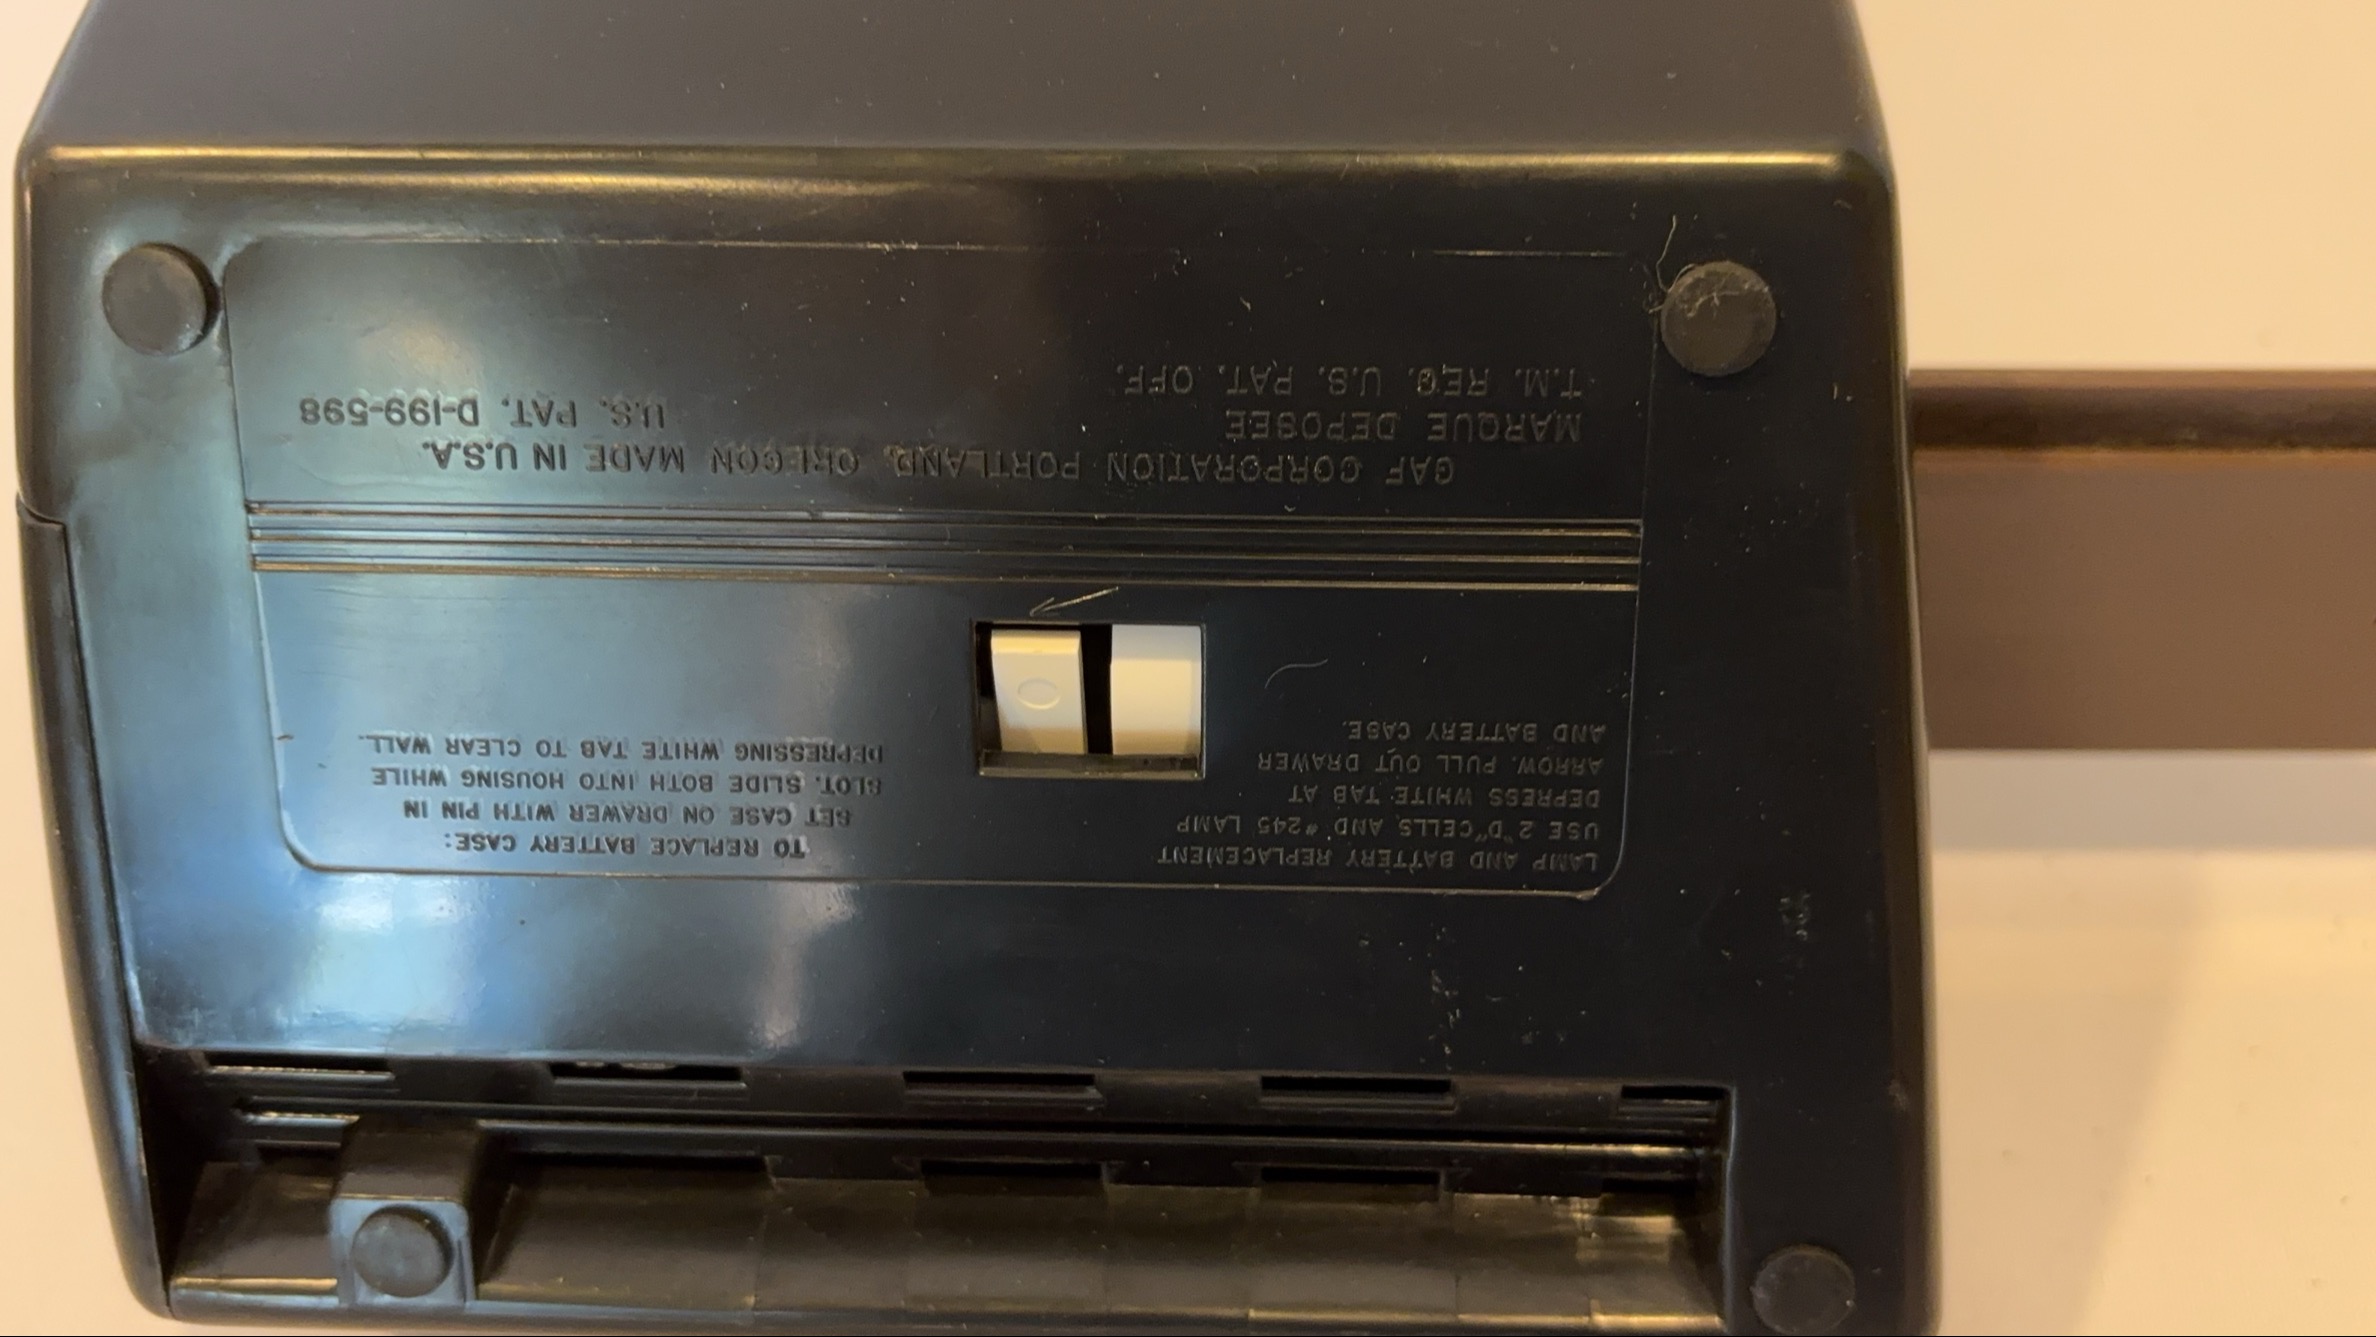 LAMP AND BATTERY REPLACEMENT
USE 2 "D" CELLS, AND #245 LAMP
DEPRESS WHITE TAB AT
ARROW. PULL OUT DRAWER
AND BATTERY CASE.
TO REPLACE BATTERY CASE:
SET CASE ON DRAWER WITH PIN IN
SLOT. SLIDE BOTH INTO HOUSING WHILE
DEPRESSING WHITE TAB TO CLEAR WALL.
GAF CORPORATION PORTLAND, OREGON MADE IN U.S.A.
MARQUE DEPOSEE
T.M. REG. U.S. PAT. OFF.
U.S. PAT. D-199-598